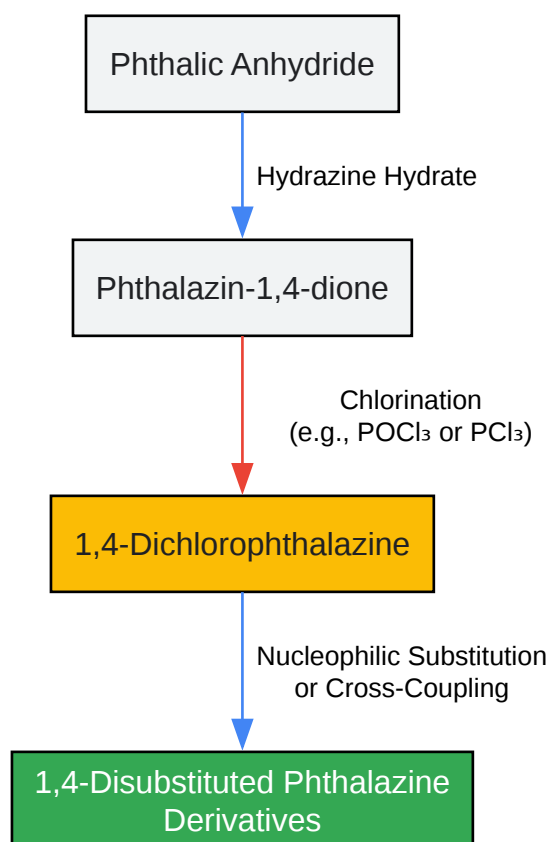 Phthalic Anhydride
Hydrazine Hydrate
Phthalazin-1,4-dione
Chlorination
(e.g., POCl₃ or PCl₃)
1,4-Dichlorophthalazine
Nucleophilic Substitution
or Cross-Coupling
1,4-Disubstituted Phthalazine
Derivatives